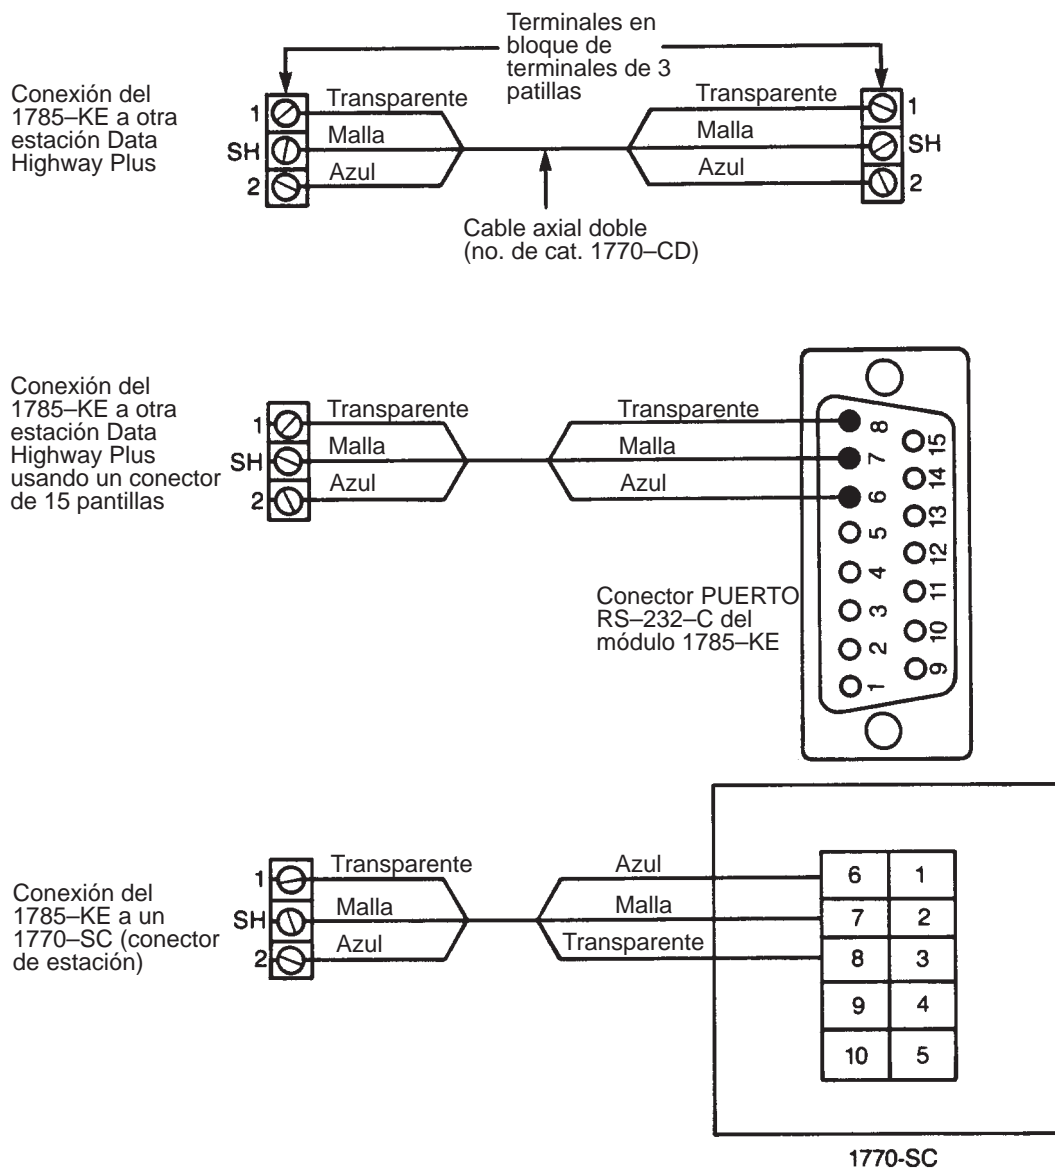 Terminales en
bloque de
terminales de 3
patillas
Conexión del
1785–KE a otra
estación Data
Highway Plus
1
Transparente
SH
Malla
2
Azul
Transparente
1
Malla
SH
Azul
2
Cable axial doble
(no. de cat. 1770–CD)
Conexión del
1785–KE a otra
estación Data
Highway Plus
usando un conector
de 15 pantillas
1
Transparente
SH
Malla
2
Azul
Transparente
Malla
Azul
8
7
6
5
4
3
2
1
15
14
13
12
11
10
9
Conector PUERTO
RS–232–C del
módulo 1785–KE
Conexión del
1785–KE a un
1770–SC (conector
de estación)
1
Transparente
SH
Malla
2
Azul
Azul
Malla
Transparente
6 1
7 2
8 3
9 4
10 5
1770-SC